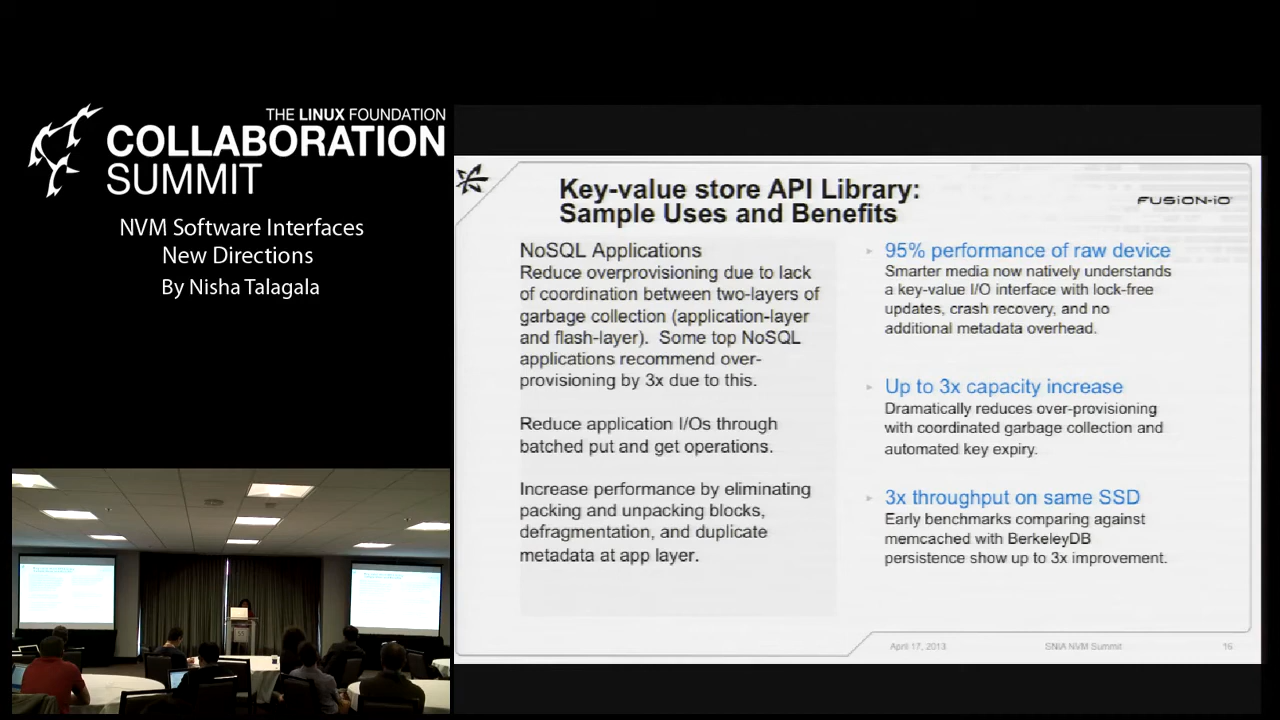 THE LINUX FOUNDATION
COLLABORATION
SUMMIT
NVM Software Interfaces
New Directions
By Nisha Talagala
Key-value store API Library:
Sample Uses and Benefits
FUSION-iO
NoSQL Applications
Reduce overprovisioning due to lack
of coordination between two-layers of
garbage collection (application-layer
and flash-layer). Some top NoSQL
applications recommend over-
provisioning by 3x due to this.
Reduce application I/Os through
batched put and get operations.
Increase performance by eliminating
packing and unpacking blocks,
defragmentation, and duplicate
metadata at app layer.
95% performance of raw device
Smarter media now natively understands
a key-value I/O interface with lock-free
updates, crash recovery, and no
additional metadata overhead.
Up to 3x capacity increase
Dramatically reduces over-provisioning
with coordinated garbage collection and
automated key expiry.
3x throughput on same SSD
Early benchmarks comparing against
memcached with BerkeleyDB
persistence show up to 3x improvement.
April 17, 2013
SNIA NVM Summit
16